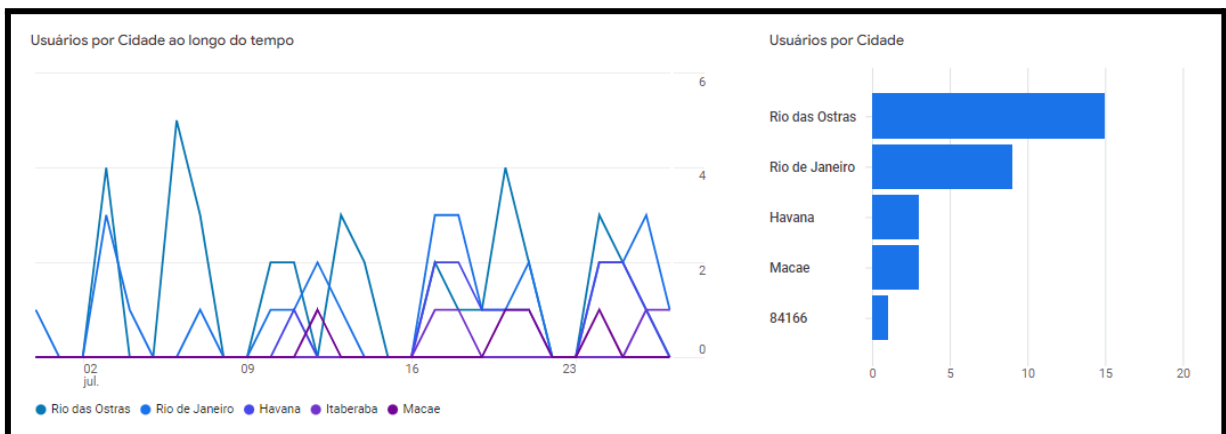 Usuários por Cidade ao longo do tempo
6
4
2
0
02
jul.
09
16
23
Rio das Ostras
Rio de Janeiro
Havana
Itaberaba
Macae
Usuários por Cidade
Rio das Ostras
Rio de Janeiro
Havana
Macae
84166
0
5
10
15
20